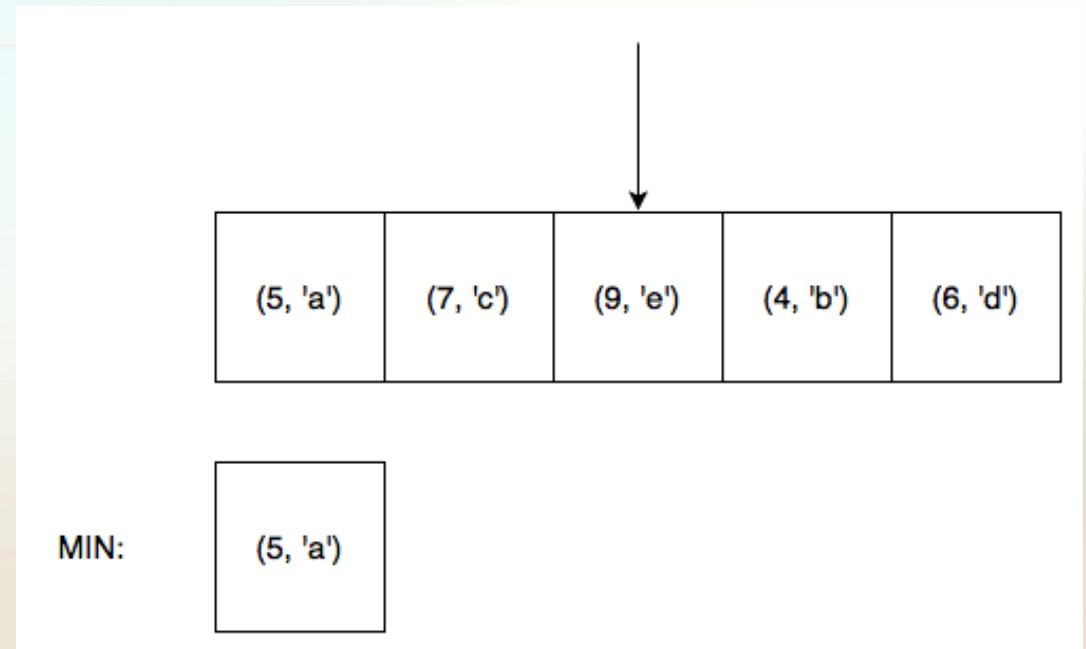 (5, 'a') (7, 'c') (9, 'e') (4, 'b') (6, 'd')
MIN: (5, 'a')